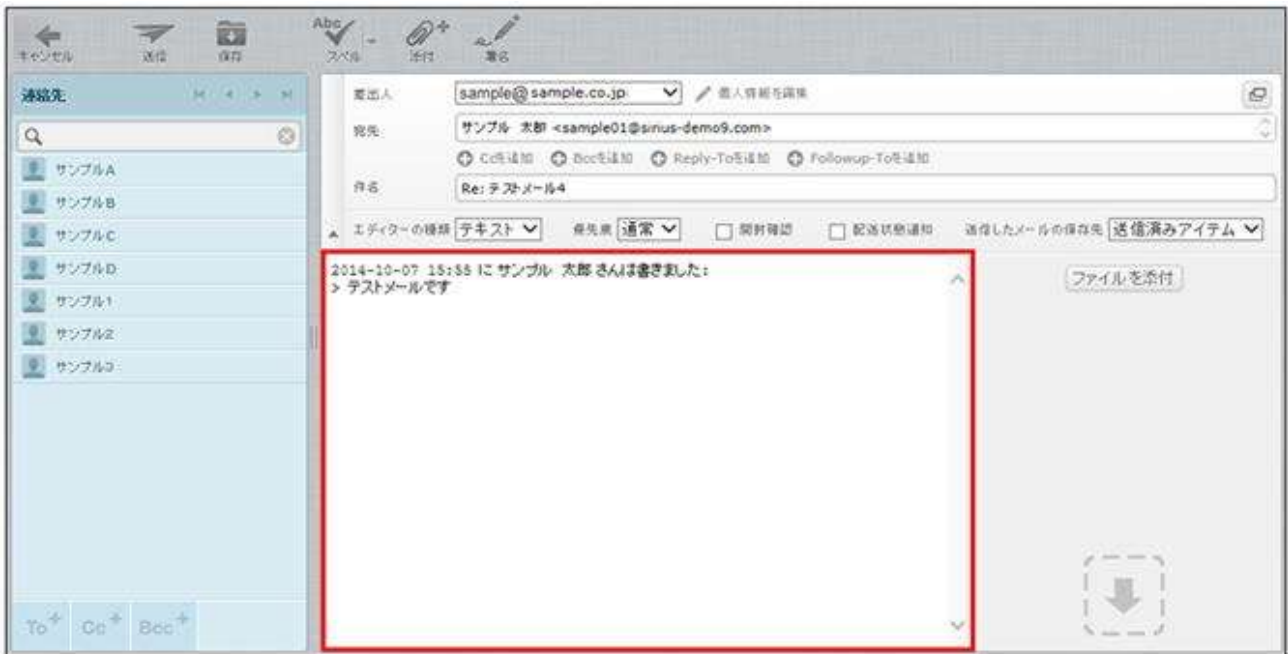 キャンセル 送信 保存 Abc スペル 添付 署名
連絡先
サンプルA
サンプルB
サンプルC
サンプルD
サンプル1
サンプル2
サンプル3
To Cc Bcc
差出人 sample@sample.co.jp 個人情報を編集
宛先 サンプル 太郎 <sample01@sirius-demo9.com>
Ccを追加 Bccを追加 Reply-Toを追加 Followup-Toを追加
件名 Re: テストメール4
エディターの種類 テキスト 優先度 通常 開封確認 配送状態通知 送信したメールの保存先 送信済みアイテム
2014-10-07 15:55 に サンプル 太郎 さんは書きました:
> テストメールです
ファイルを添付